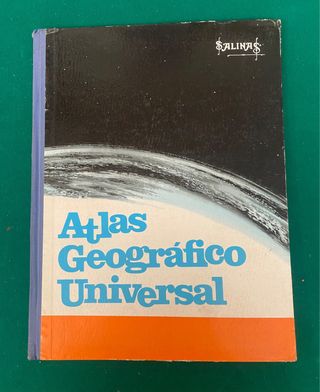 SALINAS
Atlas
Geográfico
Universal